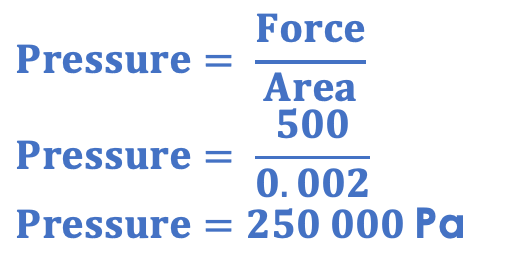 Pressure = Force / Area
Pressure = 500 / 0.002
Pressure = 250 000 Pa